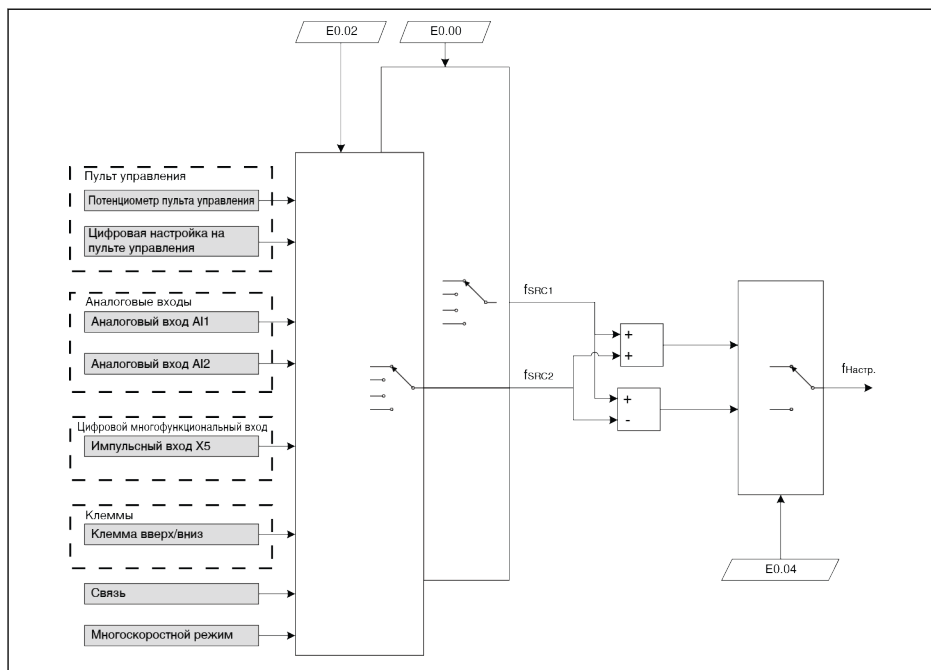 E0.02
E0.00
Пульт управления
Потенциометр пульта управления
Цифровая настройка на
пульте управления
Аналоговые входы
Аналоговый вход AI1
Аналоговый вход AI2
Цифровой многофункциональный вход
Импульсный вход X5
Клеммы
Клемма вверх/вниз
Связь
Многоскоростной режим
fSRC1
fSRC2
+
+
+
-
fНастр.
E0.04